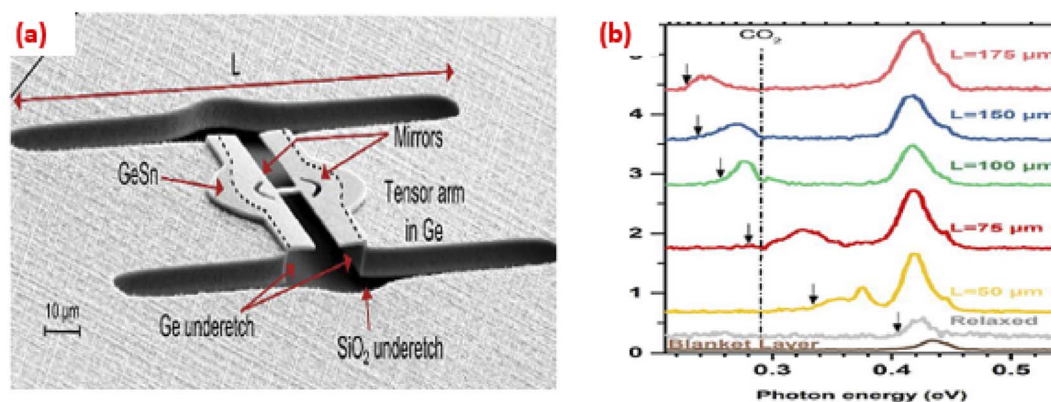 (a)
L
Mirrors
GeSn
Tensor arm
in Ge
10 µm
Ge underetch
SiO2 underetch
(b)
CO2
L=175 µm
L=150 µm
L=100 µm
L=75 µm
L=50 µm
Relaxed
Blanket Layer
4
3
2
1
0
0.3
0.4
0.5
Photon energy (eV)